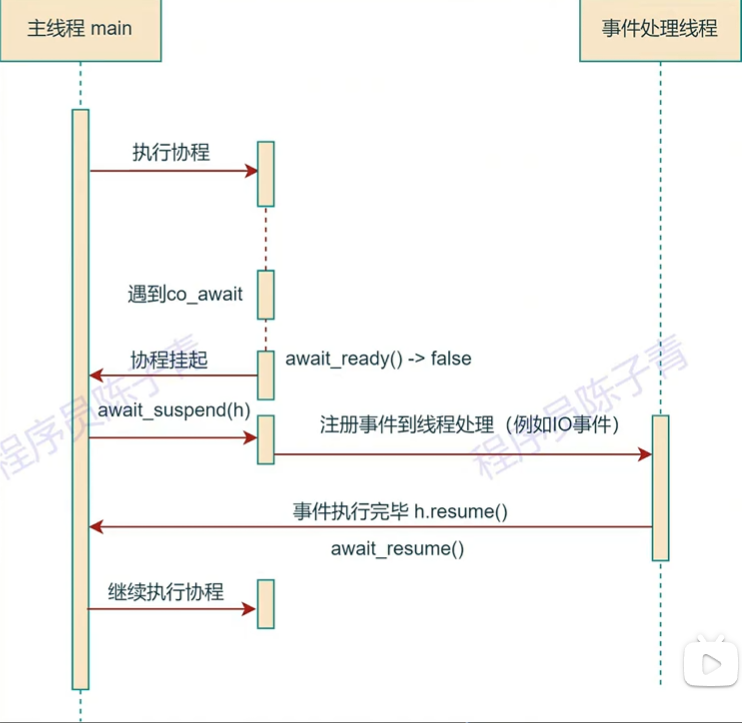 主线程 main
事件处理线程
执行协程
遇到co_await
协程挂起
await_ready() -> false
await_suspend(h)
注册事件到线程处理（例如IO事件）
事件执行完毕 h.resume()
await_resume()
继续执行协程
程序员陈子青
程序员陈子青